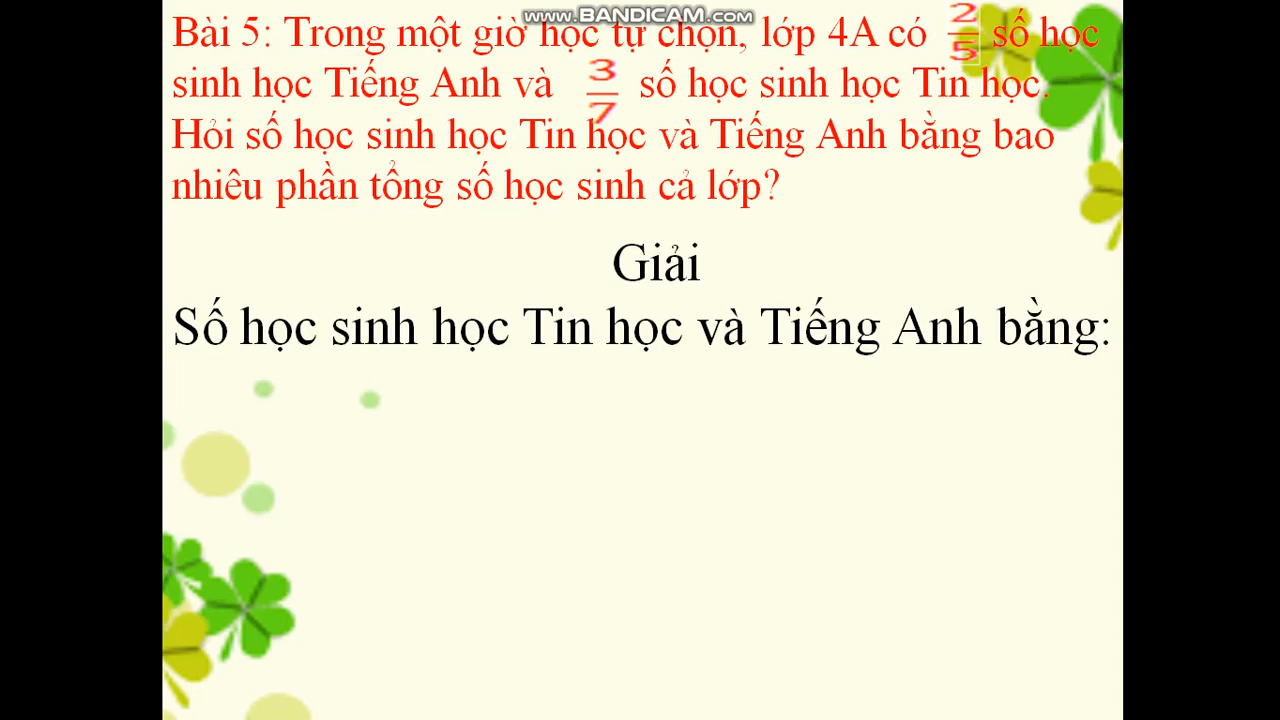 www.BANDICAM.com
Bài 5: Trong một giờ học tự chọn, lớp 4A có 2/5 số học
sinh học Tiếng Anh và 3/7 số học sinh học Tin học.
Hỏi số học sinh học Tin học và Tiếng Anh bằng bao
nhiêu phần tổng số học sinh cả lớp?
Giải
Số học sinh học Tin học và Tiếng Anh bằng: